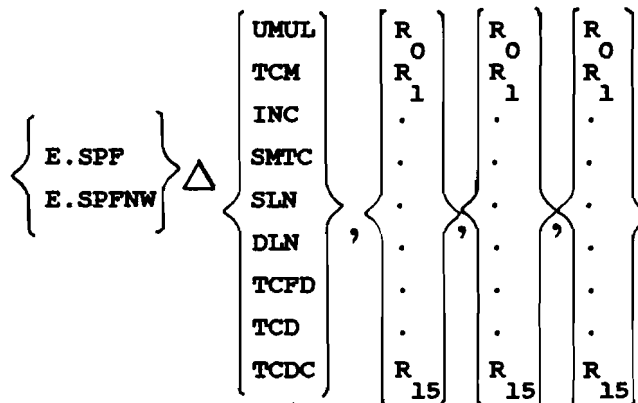 UMUL R0 R0 R0
TCM R1 R1 R1
INC . . .
E.SPF SMTC . . .
E.SPFNW △ SLN , . , . , .
DLN . . .
TCFD . . .
TCD . . .
TCDC R15 R15 R15